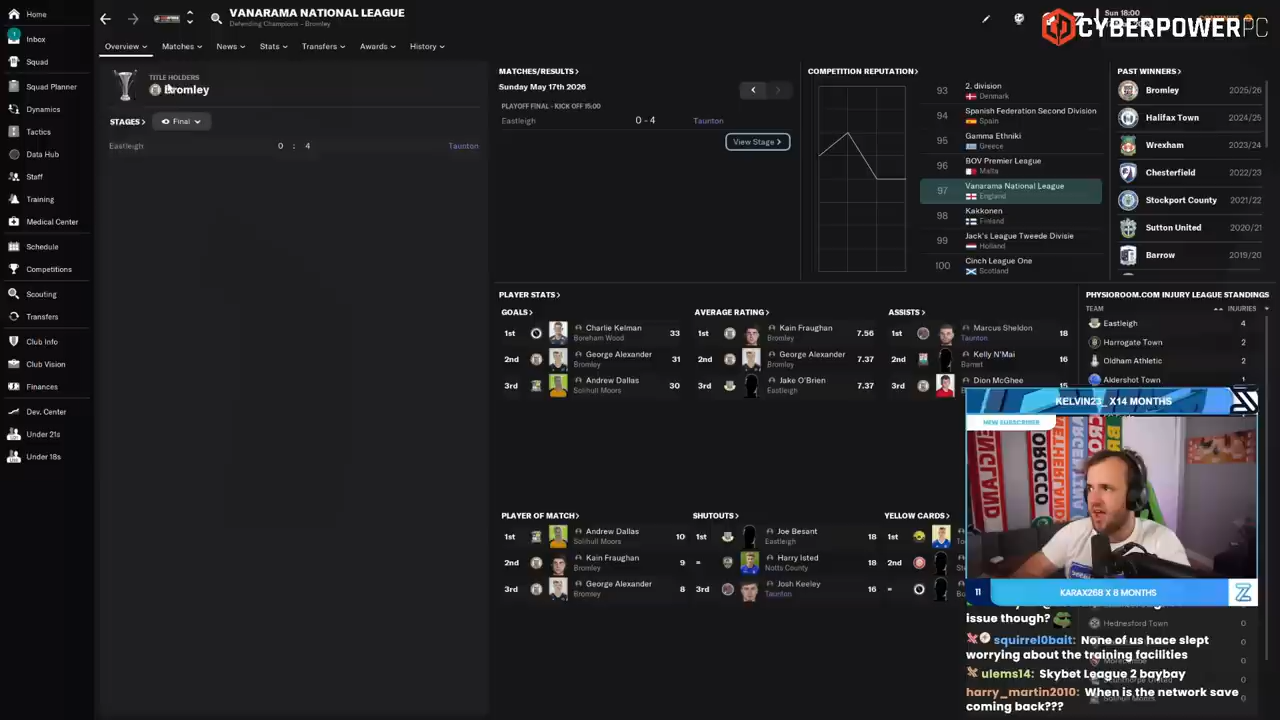 Home
Inbox
Squad
Squad Planner
Dynamics
Tactics
Data Hub
Staff
Training
Medical Center
Schedule
Competitions
Scouting
Transfers
Club Info
Club Vision
Finances
Dev. Center
Under 21s
Under 18s
VANARAMA NATIONAL LEAGUE
Defending Champions - Bromley
Sun 18:00
CYBERPOWERPC
Overview
Matches
News
Stats
Transfers
Awards
History
TITLE HOLDERS
Bromley
STAGES >
Final
Eastleigh 0 : 4 Taunton
MATCHES/RESULTS >
Sunday May 17th 2026
PLAYOFF FINAL - KICK OFF 15:00
Eastleigh 0 - 4 Taunton
View Stage >
COMPETITION REPUTATION >
93 2. division
Denmark
94 Spanish Federation Second Division
Spain
95 Gamma Ethniki
Greece
96 BOV Premier League
Malta
97 Vanarama National League
England
98 Kakkonen
Finland
99 Jack's League Tweede Divisie
Holland
100 Cinch League One
Scotland
PAST WINNERS >
Bromley 2025/26
Halifax Town 2024/25
Wrexham 2023/24
Chesterfield 2022/23
Stockport County 2021/22
Sutton United 2020/21
Barrow 2019/20
PLAYER STATS >
GOALS >
1st Charlie Kelman 33
Boreham Wood
2nd George Alexander 31
Bromley
3rd Andrew Dallas 30
Solihull Moors
AVERAGE RATING >
1st Kain Fraughan 7.56
Bromley
2nd George Alexander 7.37
Bromley
3rd Jake O'Brien 7.37
Eastleigh
ASSISTS >
1st Marcus Sheldon 18
Taunton
2nd Kelly N'Mai 16
Barnet
3rd Dion McGhee 15
PLAYER OF MATCH >
1st Andrew Dallas 10
Solihull Moors
2nd Kain Fraughan 9
Bromley
3rd George Alexander 8
Bromley
SHUTOUTS >
1st Joe Besant 18
Eastleigh
= Harry Isted 18
Notts County
3rd Josh Keeley 16
Taunton
YELLOW CARDS >
1st
2nd
=
PHYSIOROOM.COM INJURY LEAGUE STANDINGS
TEAM INJURIES
Eastleigh 4
Harrogate Town 2
Oldham Athletic 2
Aldershot Town 1
KELVIN23_ X14 MONTHS
NEW SUBSCRIBER
ENGLAND
MOROCCO
NETHERLAND
ARGENTINA
11 KARAX268 X 8 MONTHS
issue though?
Hednesford Town 0
squirrel0bait: None of us hace slept
worrying about the training facilities
ulems14: Skybet League 2 baybay
harry_martin2010: When is the network save
coming back???